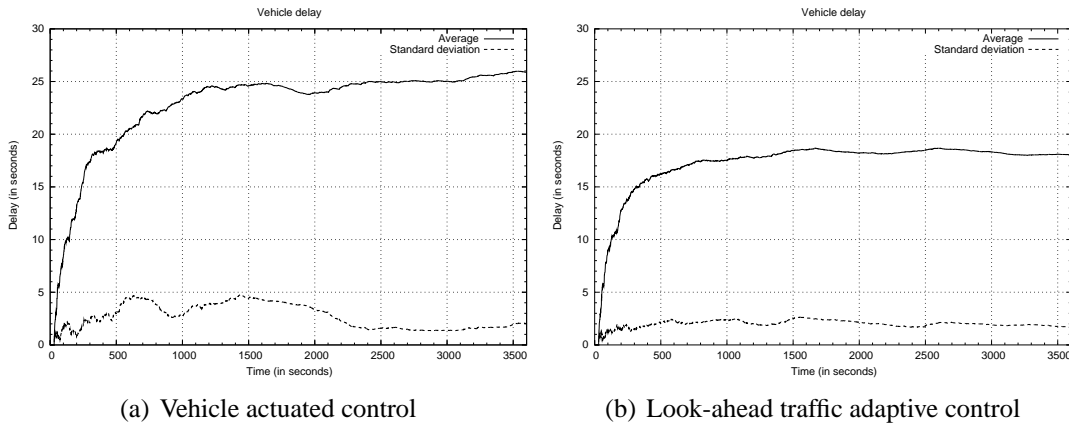 Vehicle delay
30
25
20
15
10
5
0
Delay (in seconds)
0 500 1000 1500 2000 2500 3000 3500
Time (in seconds)
Average
Standard deviation
(a) Vehicle actuated control
Vehicle delay
30
25
20
15
10
5
0
Delay (in seconds)
0 500 1000 1500 2000 2500 3000 3500
Time (in seconds)
Average
Standard deviation
(b) Look-ahead traffic adaptive control